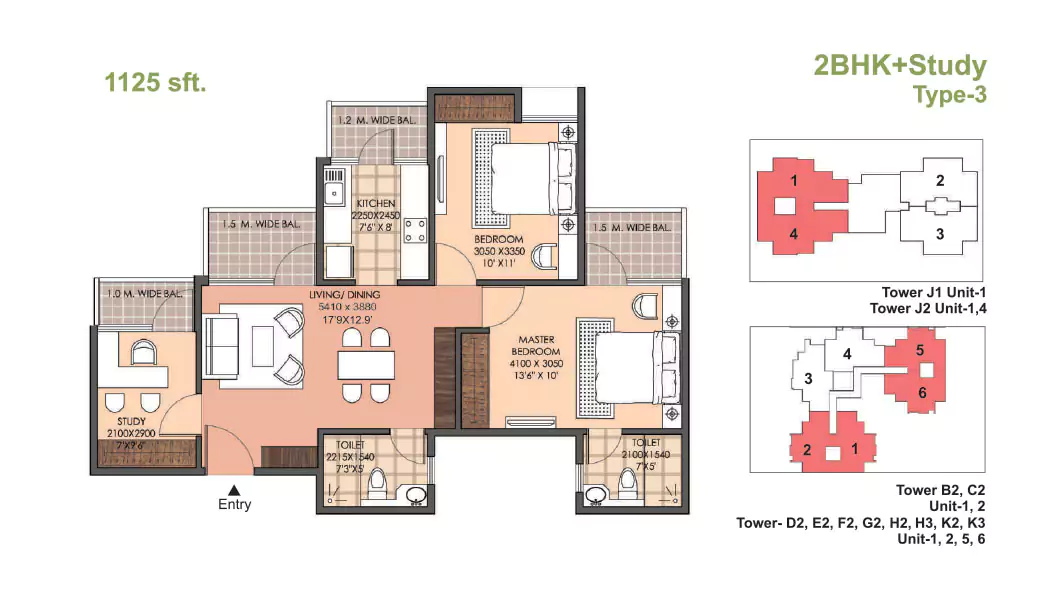 1125 sft.
2BHK+Study
Type-3
1.2 M. WIDE BAL.
KITCHEN
2250X2450
7'6" X 8'
1.5 M. WIDE BAL.
BEDROOM
3050 X3350
10' X11'
1.5 M. WIDE BAL.
1.0 M. WIDE BAL.
LIVING/ DINING
5410 x 3880
17'9X12.9'
MASTER
BEDROOM
4100 X 3050
13'6" X 10'
STUDY
2100X2900
7'X9'6"
TOILET
2215X1540
7'3"X5'
TOILET
2100X1540
7'X5'
Entry
1
2
4
3
Tower J1 Unit-1
Tower J2 Unit-1,4
4
5
3
6
2
1
Tower B2, C2
Unit-1, 2
Tower- D2, E2, F2, G2, H2, H3, K2, K3
Unit-1, 2, 5, 6